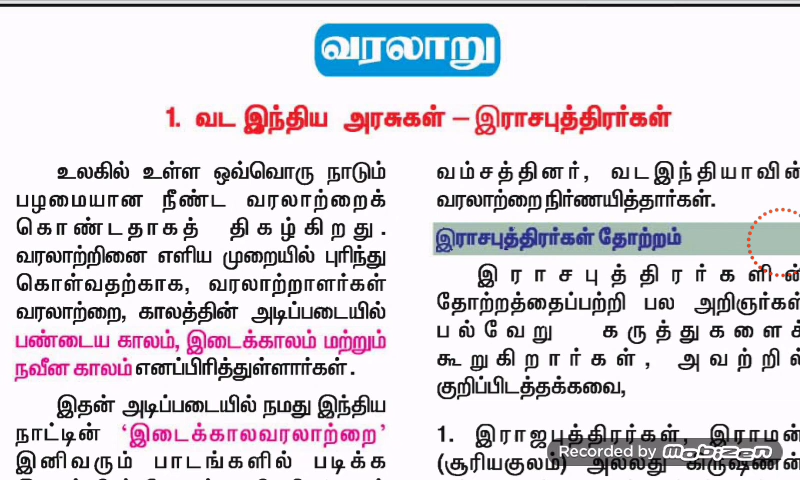 வரலாறு
1. வட இந்திய அரசுகள் – இராசபுத்திரர்கள்
உலகில் உள்ள ஒவ்வொரு நாடும்
பழமையான நீண்ட வரலாற்றைக்
கொண்டதாகத் திகழ்கிறது.
வரலாற்றினை எளிய முறையில் புரிந்து
கொள்வதற்காக, வரலாற்றாளர்கள்
வரலாற்றை, காலத்தின் அடிப்படையில்
பண்டைய காலம், இடைக்காலம் மற்றும்
நவீன காலம் எனப்பிரித்துள்ளார்கள்.
இதன் அடிப்படையில் நமது இந்திய
நாட்டின் ‘இடைக்காலவரலாற்றை’
இனிவரும் பாடங்களில் படிக்க
வம்சத்தினர், வடஇந்தியாவின்
வரலாற்றை நிர்ணயித்தார்கள்.
இராசபுத்திரர்கள் தோற்றம்
இராசபுத்திரர்களின்
தோற்றத்தைப்பற்றி பல அறிஞர்கள்
பல்வேறு கருத்துகளைக்
கூறுகிறார்கள், அவற்றில்
குறிப்பிடத்தக்கவை,
1. இராஜபுத்திரர்கள், இராமன்
(சூரியகுலம்) அல்லது கிருஷ்ணன்
Recorded by mobizen